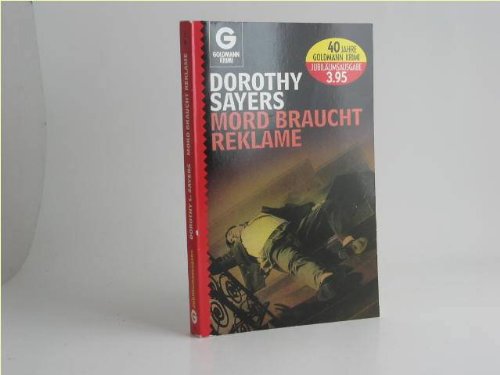 G
GOLDMANN
KRIMI
40 JAHRE
GOLDMANN KRIMI
JUBILÄUMSAUSGABE
3.95
DOROTHY
SAYERS
MORD BRAUCHT
REKLAME
DOROTHY L. SAYERS MORD BRAUCHT REKLAME
G